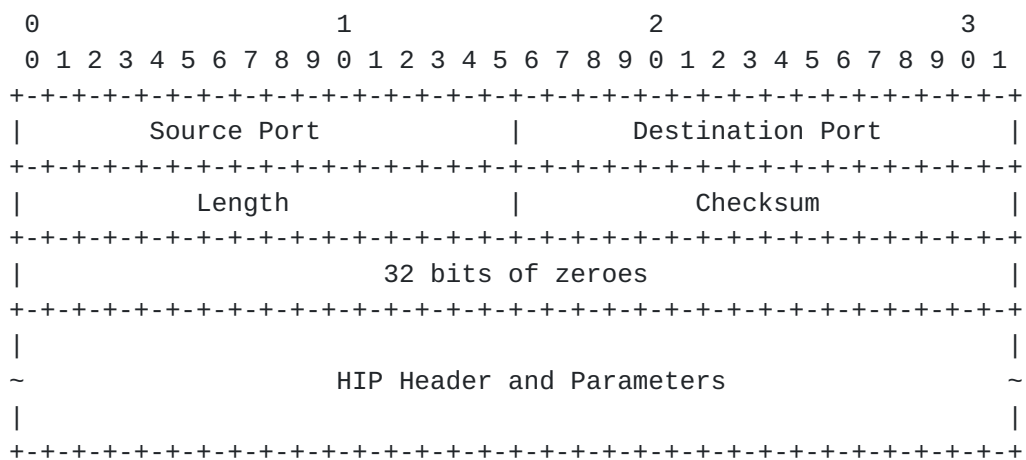 0                   1                   2                   3
 0 1 2 3 4 5 6 7 8 9 0 1 2 3 4 5 6 7 8 9 0 1 2 3 4 5 6 7 8 9 0 1
+-+-+-+-+-+-+-+-+-+-+-+-+-+-+-+-+-+-+-+-+-+-+-+-+-+-+-+-+-+-+-+-+
|        Source Port            |       Destination Port        |
+-+-+-+-+-+-+-+-+-+-+-+-+-+-+-+-+-+-+-+-+-+-+-+-+-+-+-+-+-+-+-+-+
|           Length              |           Checksum            |
+-+-+-+-+-+-+-+-+-+-+-+-+-+-+-+-+-+-+-+-+-+-+-+-+-+-+-+-+-+-+-+-+
|                       32 bits of zeroes                       |
+-+-+-+-+-+-+-+-+-+-+-+-+-+-+-+-+-+-+-+-+-+-+-+-+-+-+-+-+-+-+-+-+
|                                                               |
~                    HIP Header and Parameters                  ~
|                                                               |
+-+-+-+-+-+-+-+-+-+-+-+-+-+-+-+-+-+-+-+-+-+-+-+-+-+-+-+-+-+-+-+-+